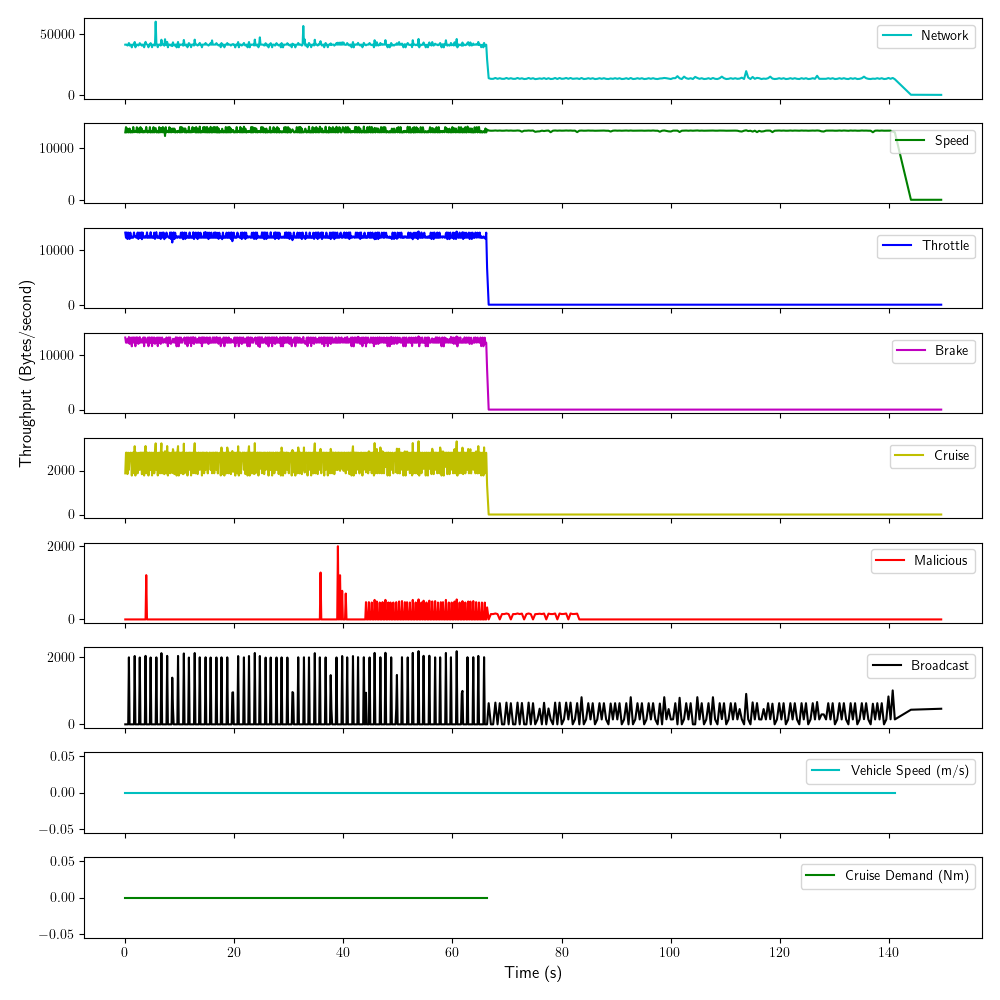 50000
0
Network
10000
0
Speed
10000
0
Throttle
10000
0
Brake
2000
0
Cruise
2000
0
Malicious
2000
0
Broadcast
0.05
0.00
−0.05
Vehicle Speed (m/s)
0.05
0.00
−0.05
Cruise Demand (Nm)
0 20 40 60 80 100 120 140
Time (s)
Throughput (Bytes/second)